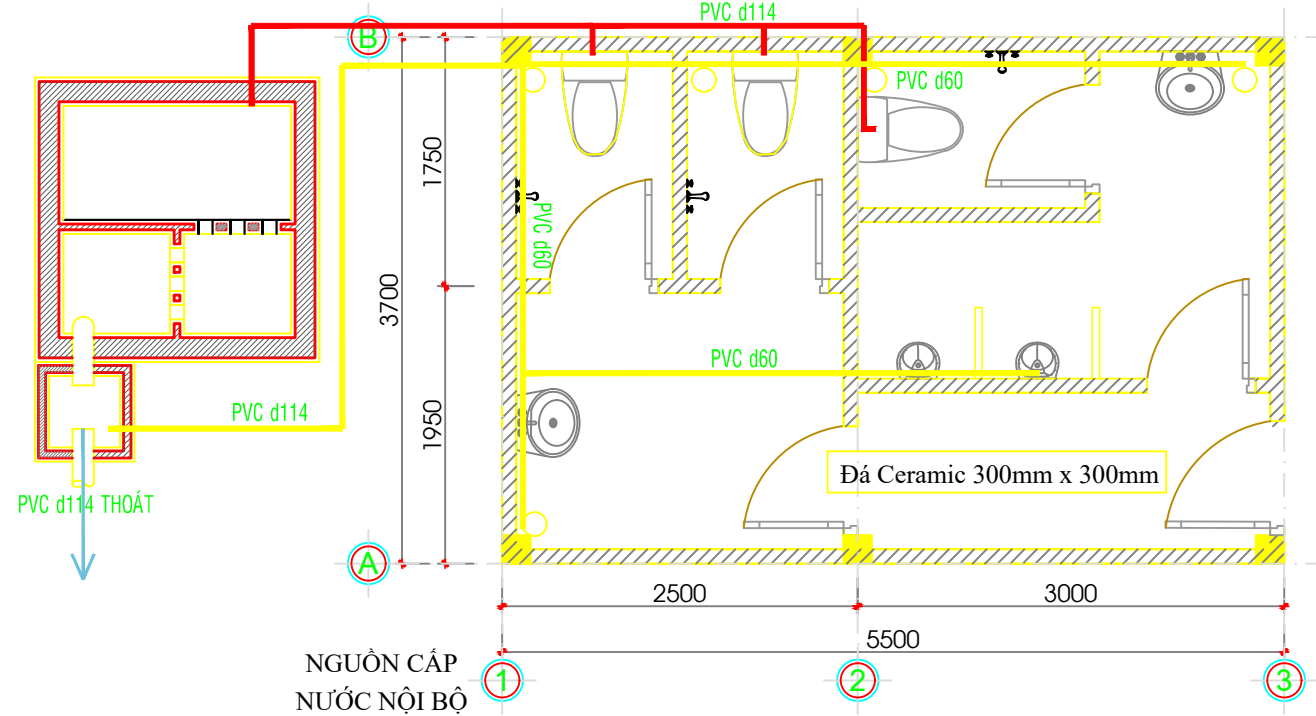 PVC d114
B
PVC d60
1750
PVC d60
3700
PVC d60
1950
PVC d114
Đá Ceramic 300mm x 300mm
PVC d114 THOÁT
A
2500
3000
5500
NGUỒN CẤP
NƯỚC NỘI BỘ
1
2
3